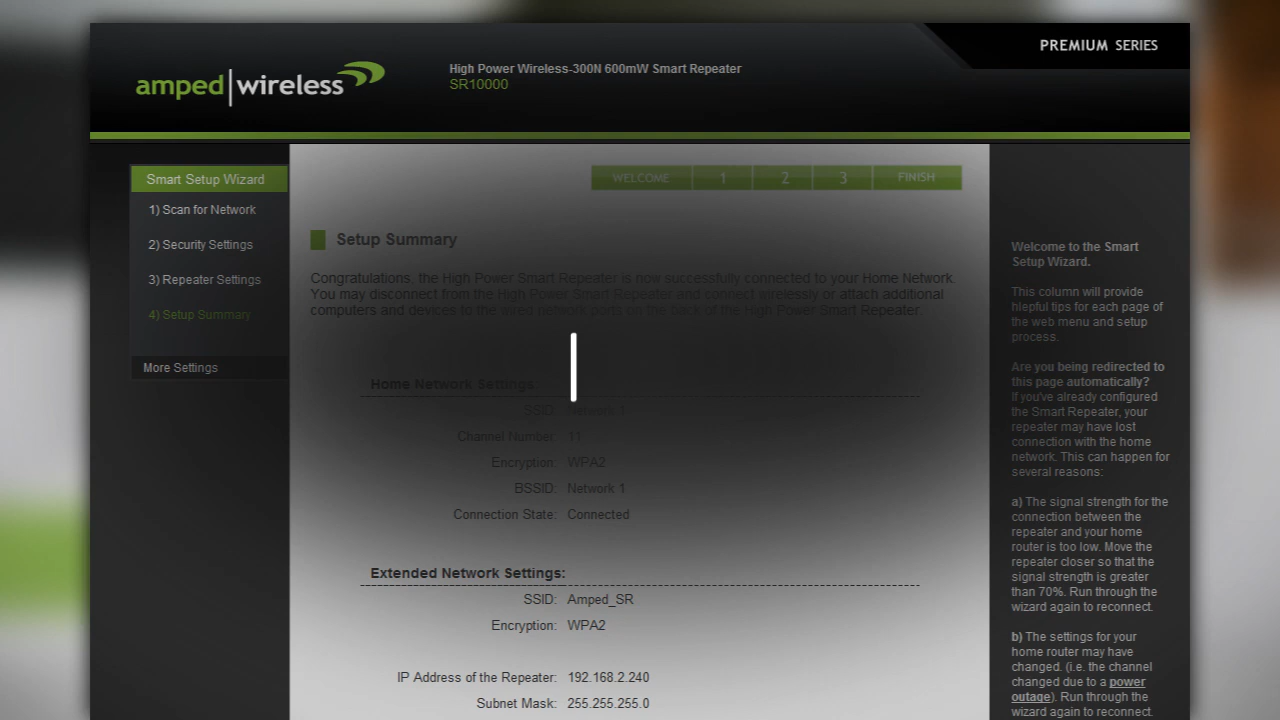 PREMIUM SERIES
amped|wireless
High Power Wireless-300N 600mW Smart Repeater
SR10000
Smart Setup Wizard
1) Scan for Network
2) Security Settings
3) Repeater Settings
4) Setup Summary
More Settings
WELCOME 1 2 3 FINISH
Setup Summary
Congratulations, the High Power Smart Repeater is now successfully connected to your Home Network.
You may disconnect from the High Power Smart Repeater and connect wirelessly or attach additional
computers and devices to the wired network ports on the back of the High Power Smart Repeater.
Home Network Settings
SSID: Network 1
Channel Number: 11
Encryption: WPA2
BSSID: Network 1
Connection State: Connected
Extended Network Settings:
SSID: Amped_SR
Encryption: WPA2
IP Address of the Repeater: 192.168.2.240
Subnet Mask: 255.255.255.0
Welcome to the Smart
Setup Wizard.
This column will provide
hlepful tips for each page of
the web menu and setup
process.
Are you being redirected to
this page automatically?
If you've already configured
the Smart Repeater, your
repeater may have lost
connection with the home
network. This can happen for
several reasons:
a) The signal strength for the
connection between the
repeater and your home
router is too low. Move the
repeater closer so that the
signal strength is greater
than 70%. Run through the
wizard again to reconnect.
b) The settings for your
home router may have
changed. (i.e. the channel
changed due to a power
outage). Run through the
wizard again to reconnect.